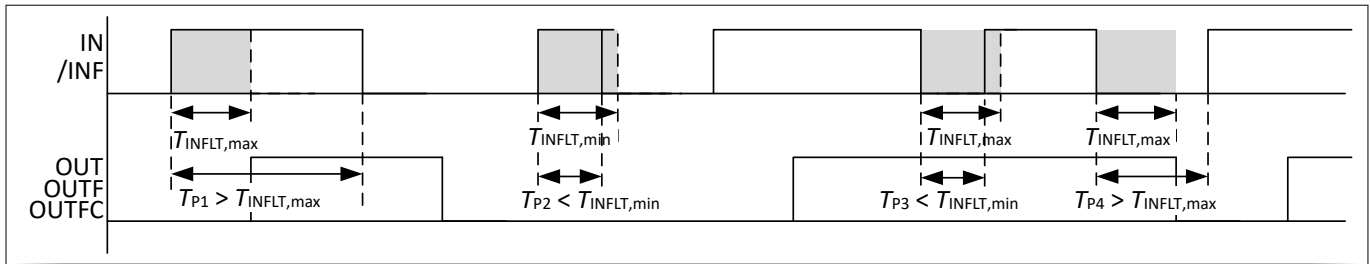 IN
/INF
TINFLT,max
TINFLT,min
TINFLT,max
TINFLT,max
OUT
OUTF
OUTFC
TP1 > TINFLT,max
TP2 < TINFLT,min
TP3 < TINFLT,min
TP4 > TINFLT,max